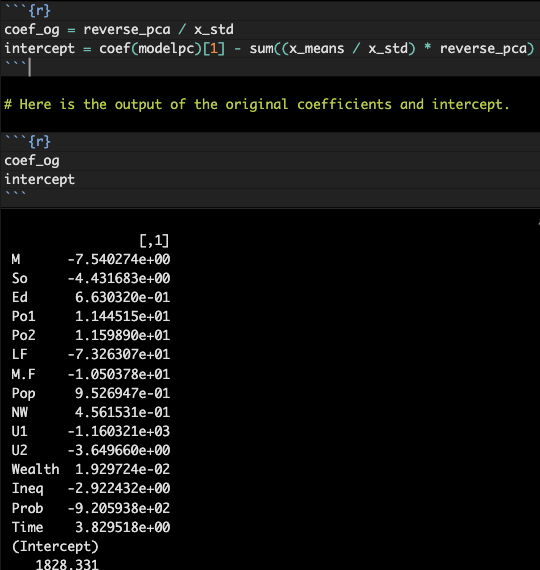 ```{r}
coef_og = reverse_pca / x_std
intercept = coef(modelpc)[1] - sum((x_means / x_std) * reverse_pca)
```
# Here is the output of the original coefficients and intercept.
```{r}
coef_og
intercept
```
[,1]
M -7.540274e+00
So -4.431683e+00
Ed 6.630320e-01
Po1 1.144515e+01
Po2 1.159890e+01
LF -7.326307e+01
M.F -1.050378e+01
Pop 9.526947e-01
NW 4.561531e-01
U1 -1.160321e+03
U2 -3.649660e+00
Wealth 1.929724e-02
Ineq -2.922432e+00
Prob -9.205938e+02
Time 3.829518e+00
(Intercept)
1828.331